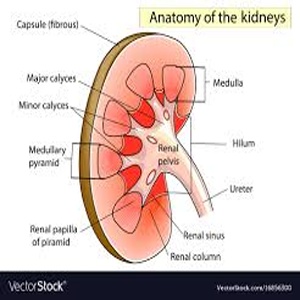 Anatomy of the kidneys
Capsule (fibrous)
Major calyces
Minor calyces
Medulla
Medullary
pyramid
Renal
pelvis
Hilum
Ureter
Renal papilla
of piramid
Renal sinus
Renal column
VectorStock®
VectorStock.com/16856300